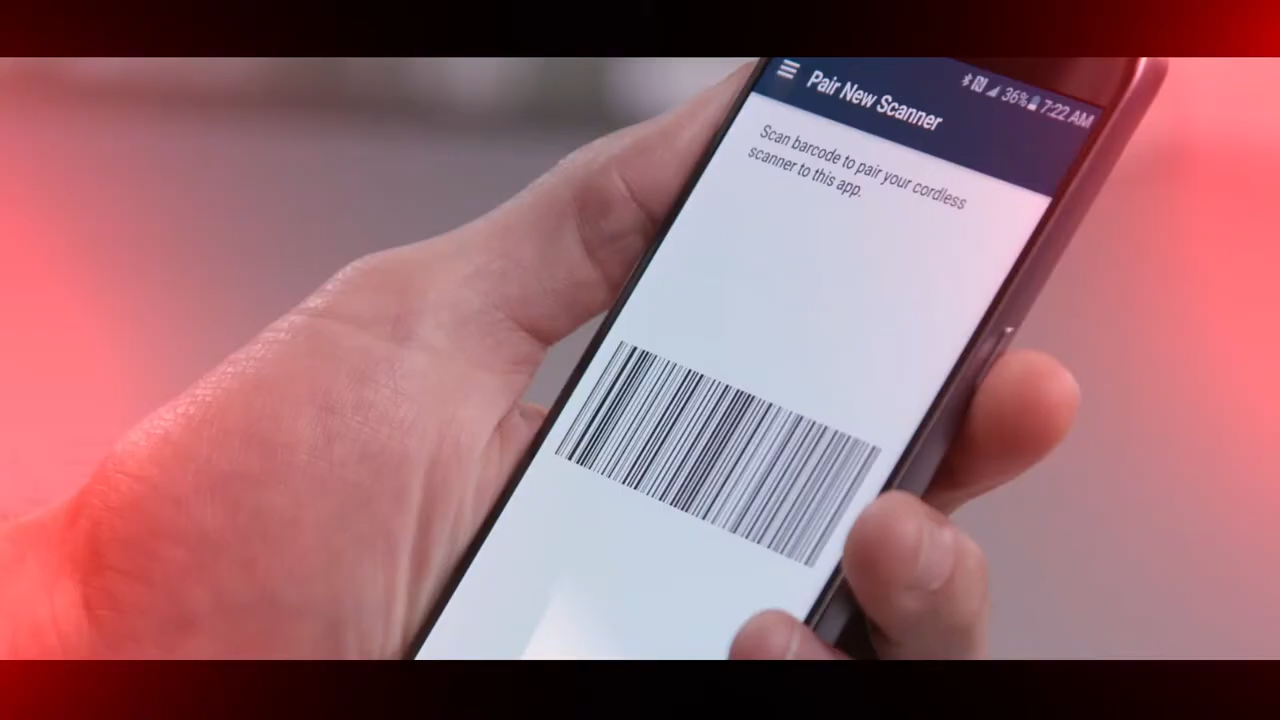 36% 7:22 AM
Pair New Scanner
Scan barcode to pair your cordless
scanner to this app.